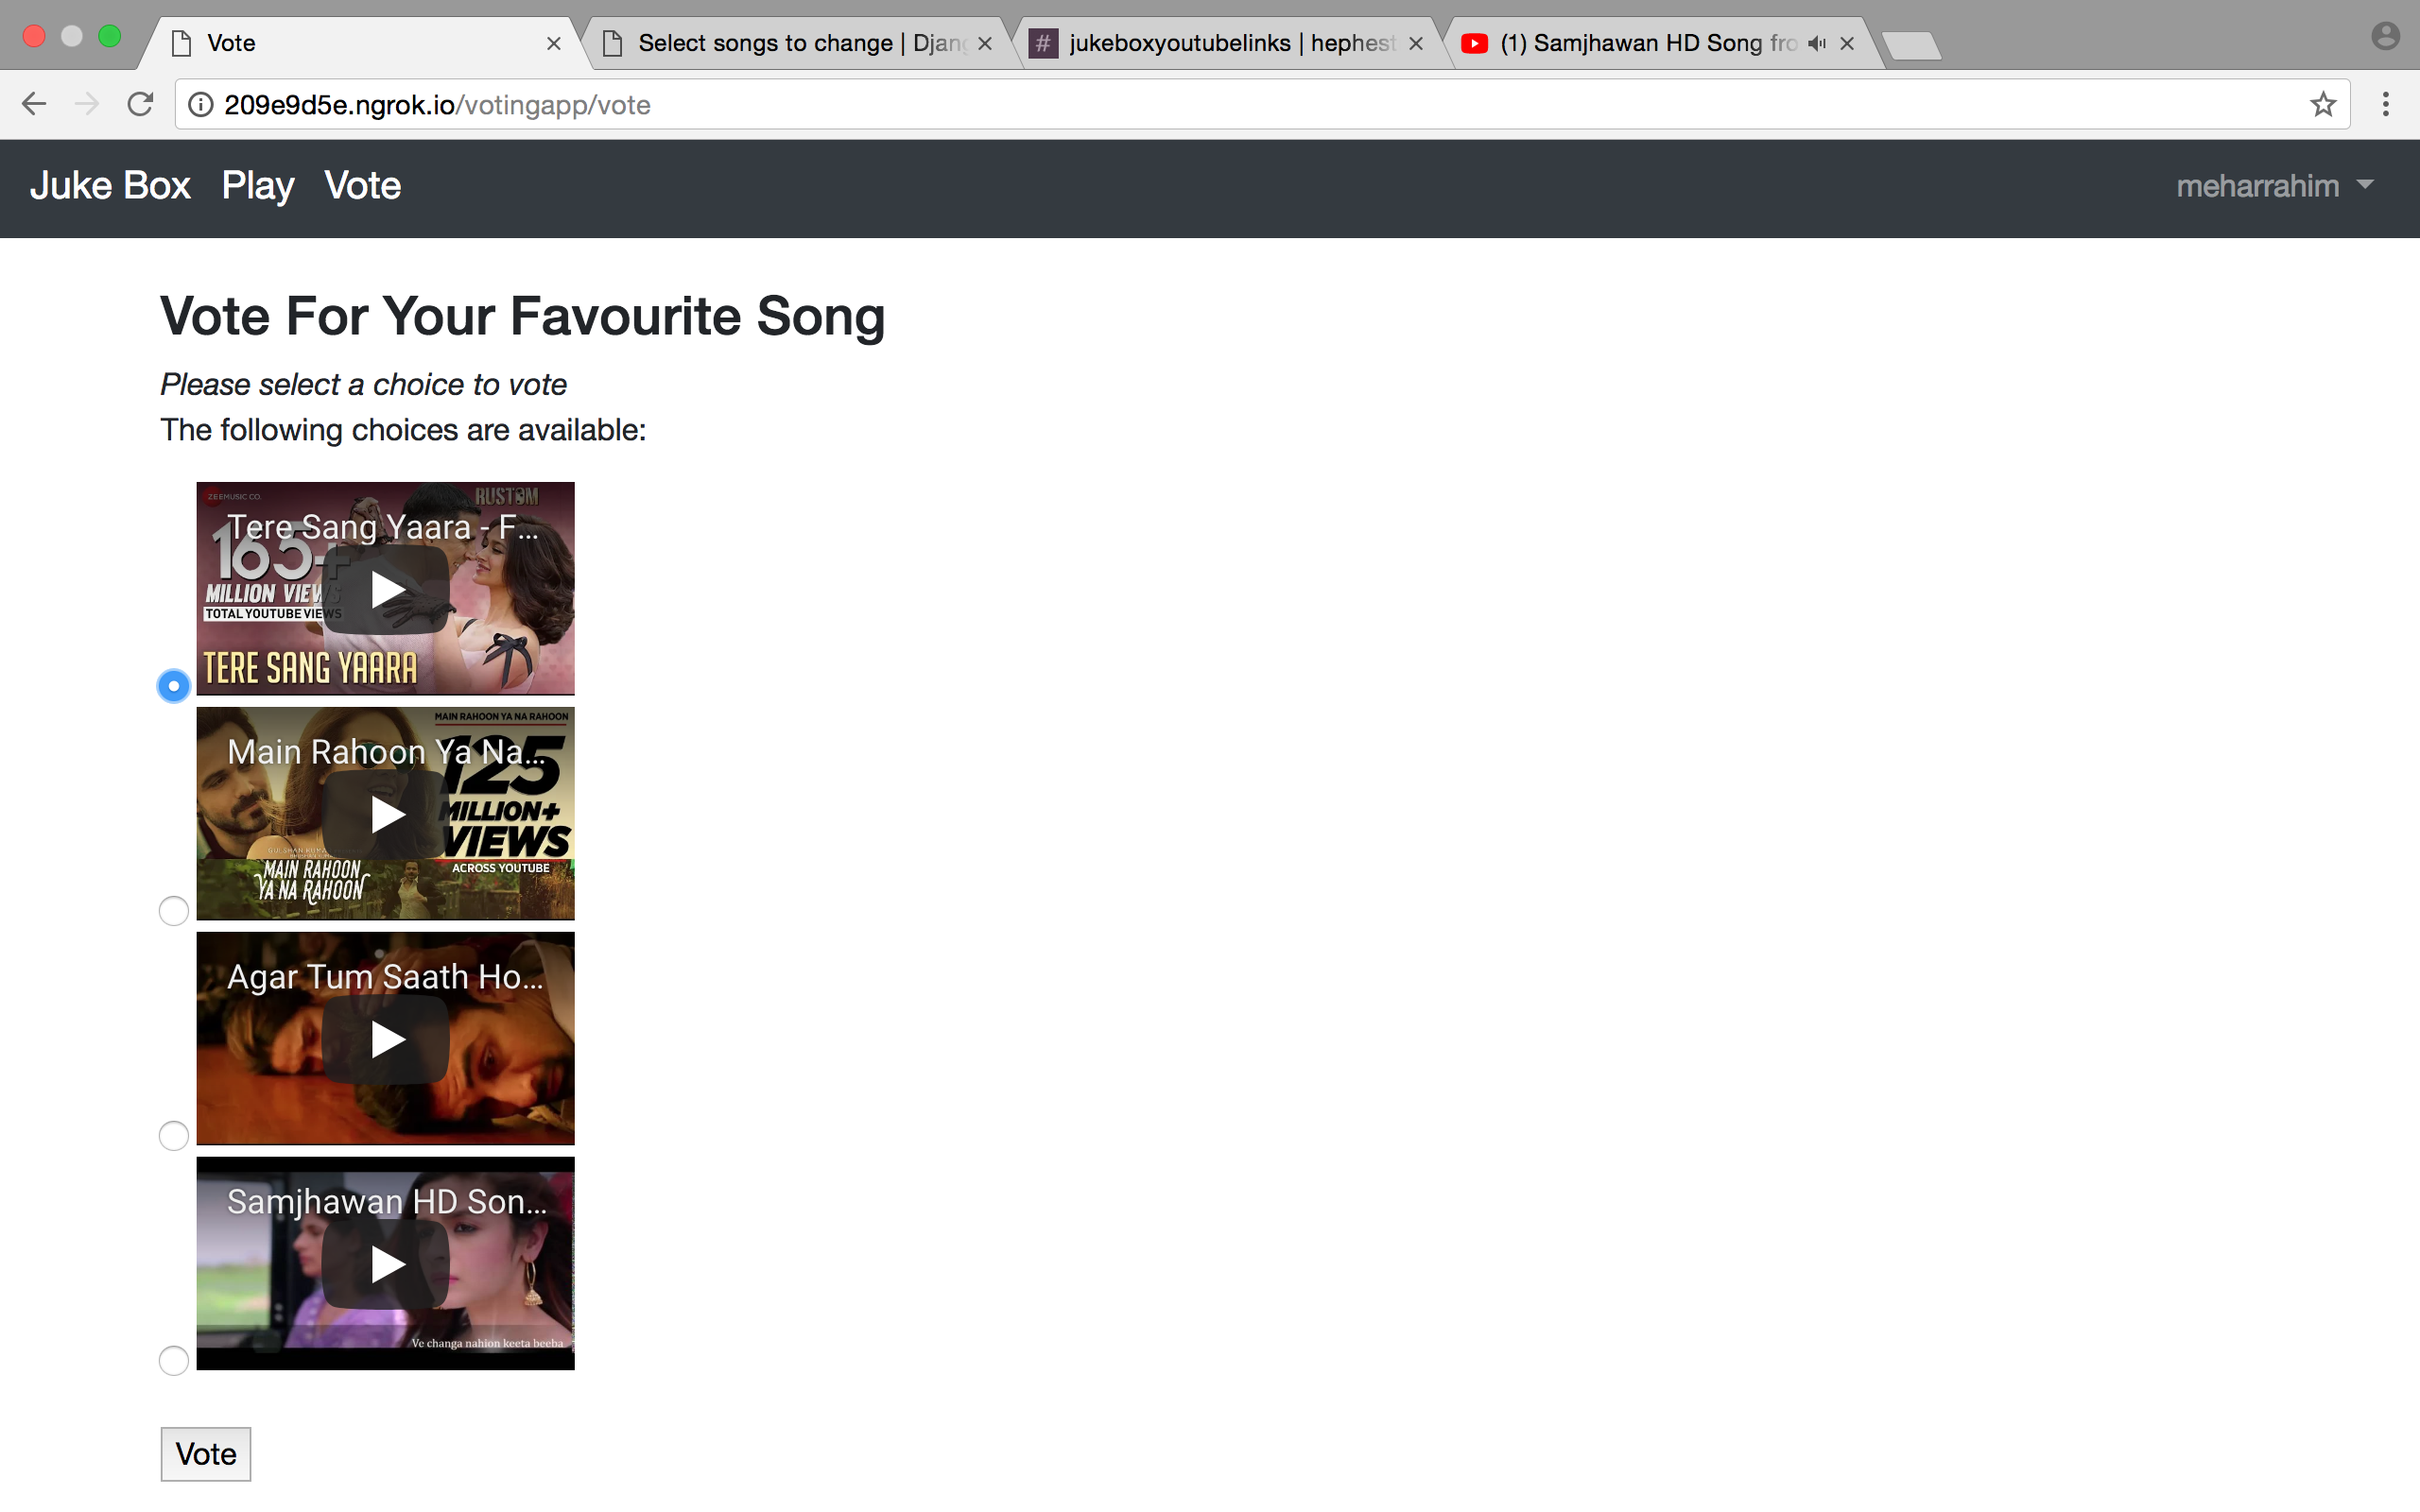 Vote
Select songs to change | Djang
# jukeboxyoutubelinks | hephest
(1) Samjhawan HD Song fro
209e9d5e.ngrok.io/votingapp/vote
Juke Box Play Vote
meharrahim
Vote For Your Favourite Song
Please select a choice to vote
The following choices are available:
ZEE MUSIC CO.
RUSTOM
Tere Sang Yaara - F...
165+
MILLION VIEWS
TOTAL YOUTUBE VIEWS
TERE SANG YAARA
MAIN RAHOON YA NA RAHOON
Main Rahoon Ya Na...
125
MILLION+
VIEWS
ACROSS YOUTUBE
MAIN RAHOON
YA NA RAHOON
Agar Tum Saath Ho...
Samjhawan HD Son...
Ve changa nahion keeta beeba
Vote